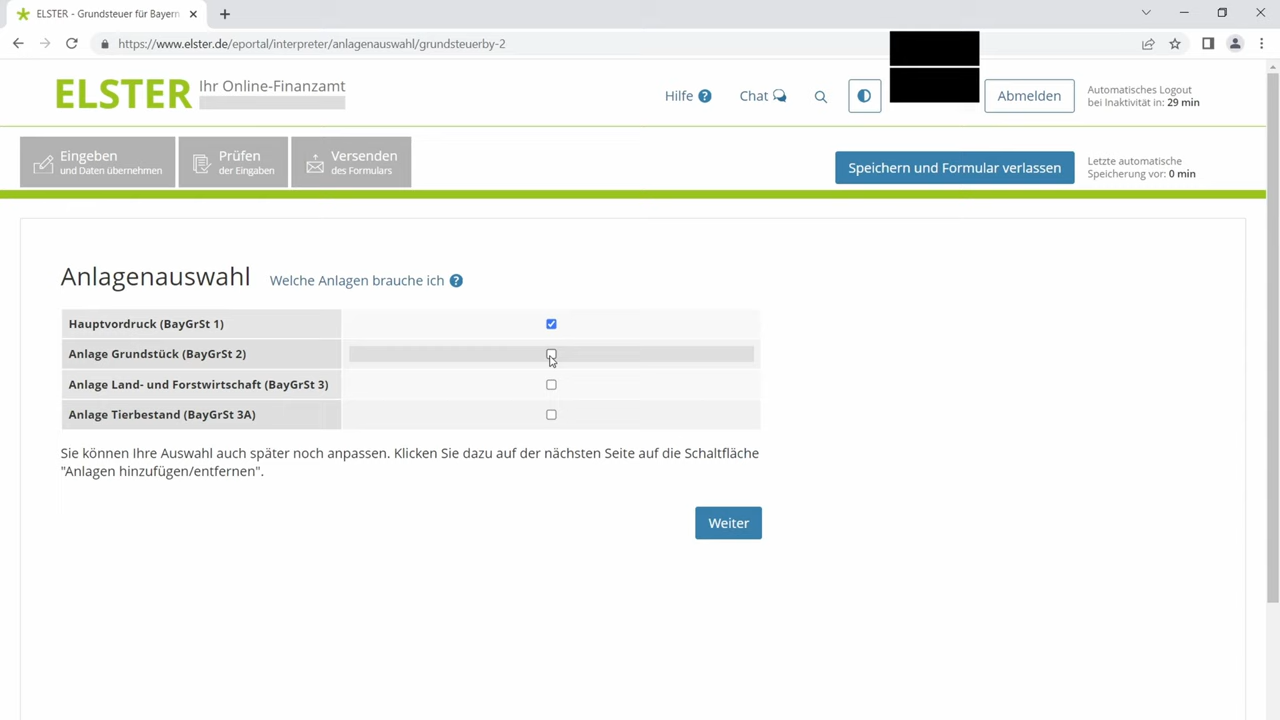 ELSTER - Grundsteuer für Bayern
https://www.elster.de/eportal/interpreter/anlagenauswahl/grundsteuerby-2
ELSTER
Ihr Online-Finanzamt
Hilfe
Chat
Abmelden
Automatisches Logout
bei Inaktivität in: 29 min
Eingeben
und Daten übernehmen
Prüfen
der Eingaben
Versenden
des Formulars
Speichern und Formular verlassen
Letzte automatische
Speicherung vor: 0 min
Anlagenauswahl
Welche Anlagen brauche ich
Hauptvordruck (BayGrSt 1)
Anlage Grundstück (BayGrSt 2)
Anlage Land- und Forstwirtschaft (BayGrSt 3)
Anlage Tierbestand (BayGrSt 3A)
Sie können Ihre Auswahl auch später noch anpassen. Klicken Sie dazu auf der nächsten Seite auf die Schaltfläche
"Anlagen hinzufügen/entfernen".
Weiter